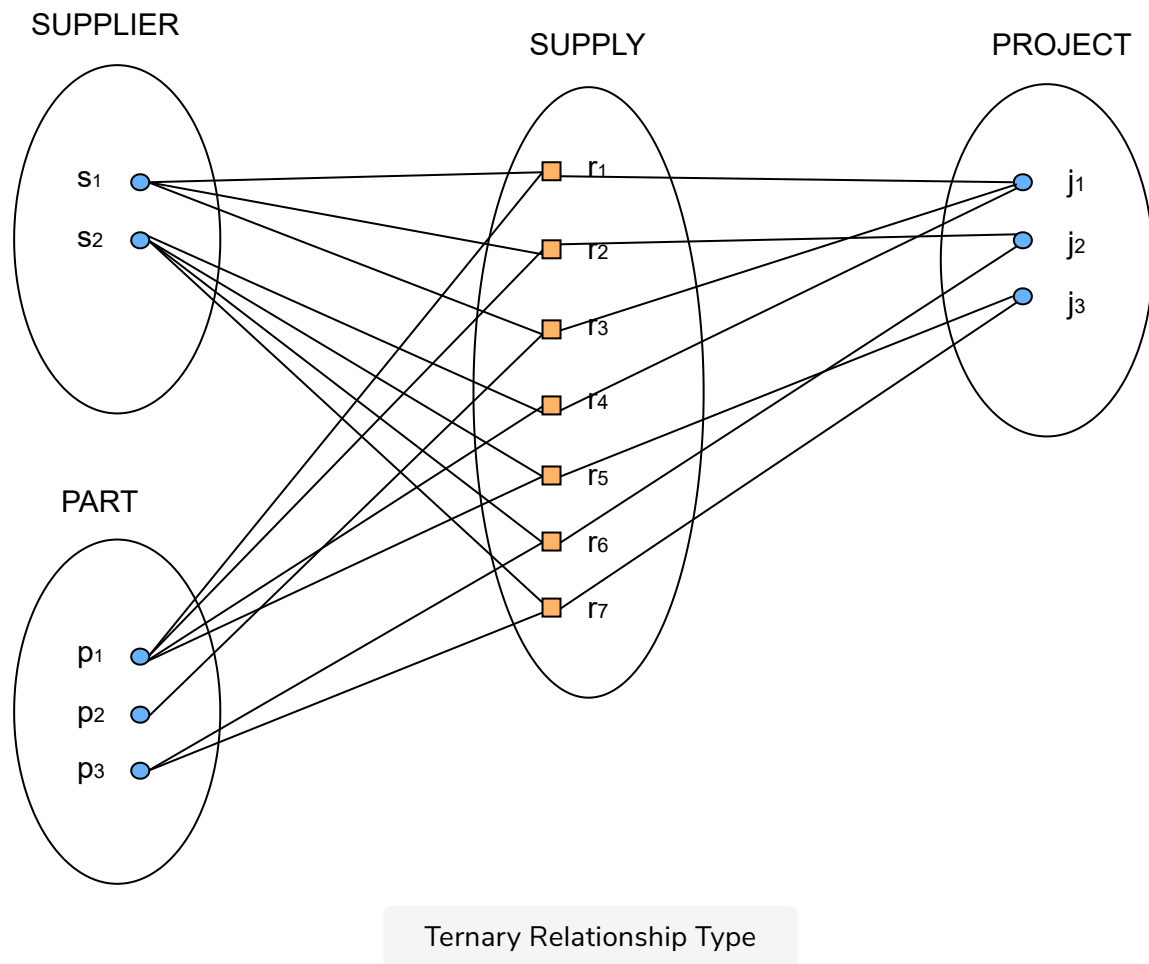 SUPPLIER
SUPPLY
PROJECT
s1
s2
r1
r2
r3
r4
r5
r6
r7
j1
j2
j3
PART
p1
p2
p3
Ternary Relationship Type